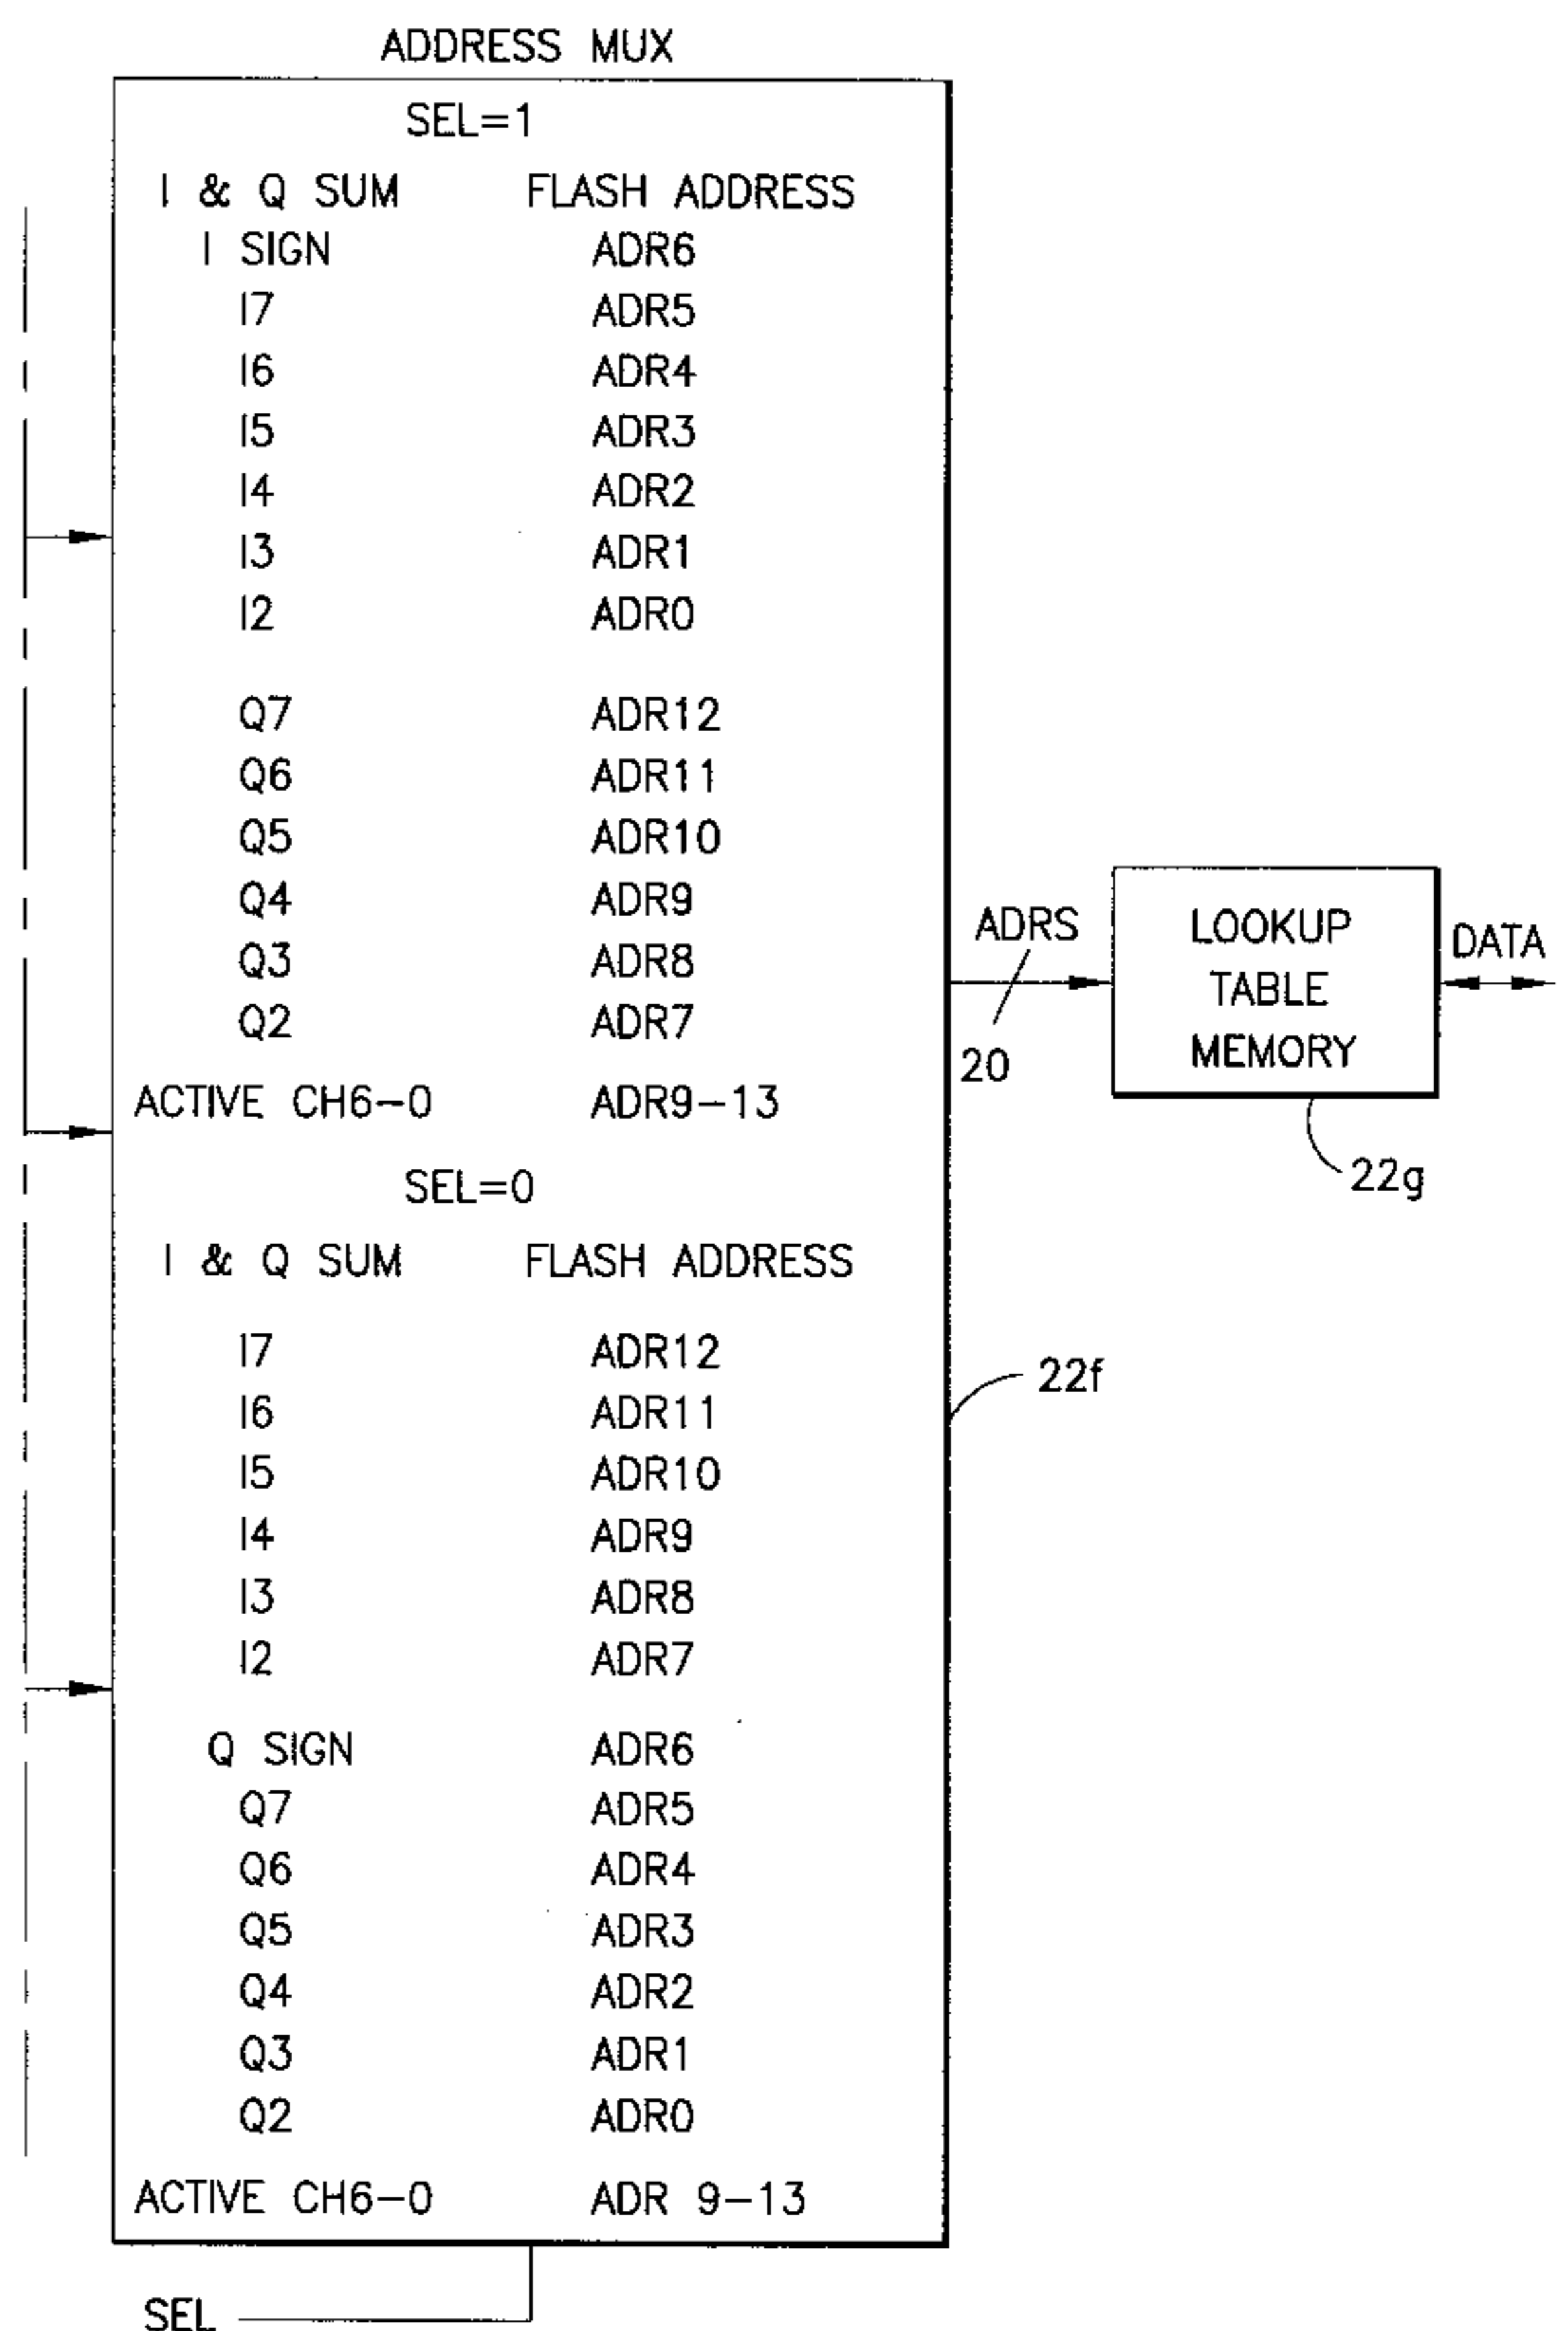 ADDRESS MUX
SEL=1
I & Q SUM FLASH ADDRESS
I SIGN ADR6
I7 ADR5
I6 ADR4
I5 ADR3
I4 ADR2
I3 ADR1
I2 ADR0
Q7 ADR12
Q6 ADR11
Q5 ADR10
Q4 ADR9
Q3 ADR8
Q2 ADR7
ACTIVE CH6-0 ADR9-13
SEL=0
I & Q SUM FLASH ADDRESS
I7 ADR12
I6 ADR11
I5 ADR10
I4 ADR9
I3 ADR8
I2 ADR7
Q SIGN ADR6
Q7 ADR5
Q6 ADR4
Q5 ADR3
Q4 ADR2
Q3 ADR1
Q2 ADR0
ACTIVE CH6-0 ADR 9-13
SEL
ADRS
20
LOOKUP
TABLE
MEMORY
DATA
22g
22f